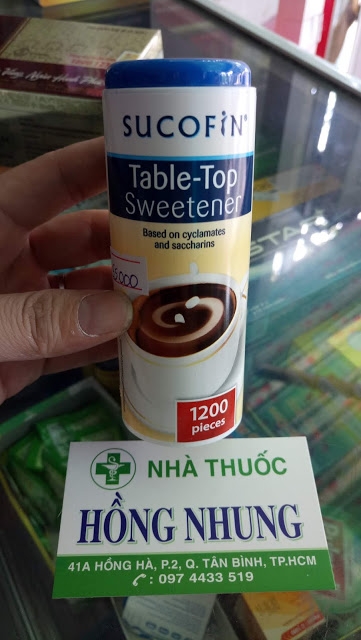 SUCOFiN®
Table-Top
Sweetener
Based on cyclamates
and saccharins
1200
pieces
NHÀ THUỐC
HỒNG NHUNG
41A HỒNG HÀ, P.2, Q. TÂN BÌNH, TP.HCM
: 097 4433 519